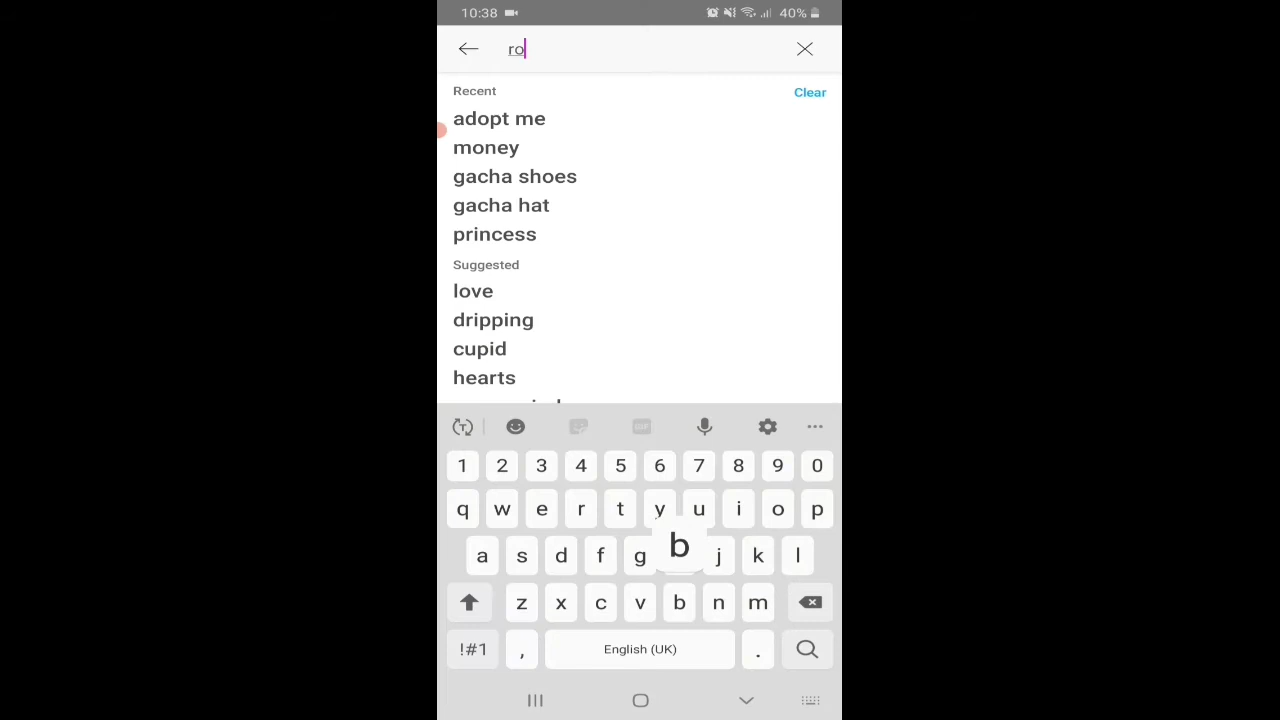 10:38 40%
ro
Recent Clear
adopt me
money
gacha shoes
gacha hat
princess
Suggested
love
dripping
cupid
hearts
T GIF
1 2 3 4 5 6 7 8 9 0
q w e r t y u i o p
b
a s d f g j k l
z x c v b n m
!#1 , English (UK) .